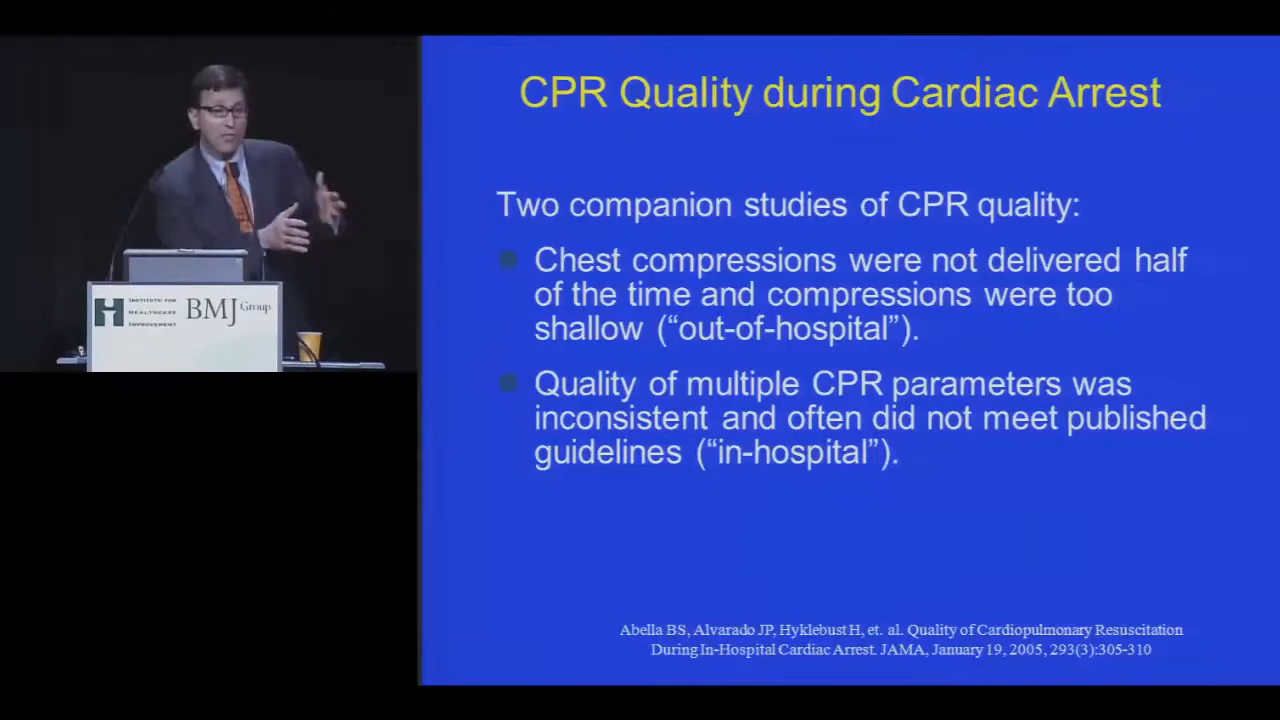 CPR Quality during Cardiac Arrest
Two companion studies of CPR quality:
Chest compressions were not delivered half
of the time and compressions were too
shallow (“out-of-hospital”).
Quality of multiple CPR parameters was
inconsistent and often did not meet published
guidelines (“in-hospital”).
Abella BS, Alvarado JP, Hyklebust H, et. al. Quality of Cardiopulmonary Resuscitation
During In-Hospital Cardiac Arrest. JAMA, January 19, 2005, 293(3):305-310
INSTITUTE FOR
HEALTHCARE
IMPROVEMENT
BMJ Group